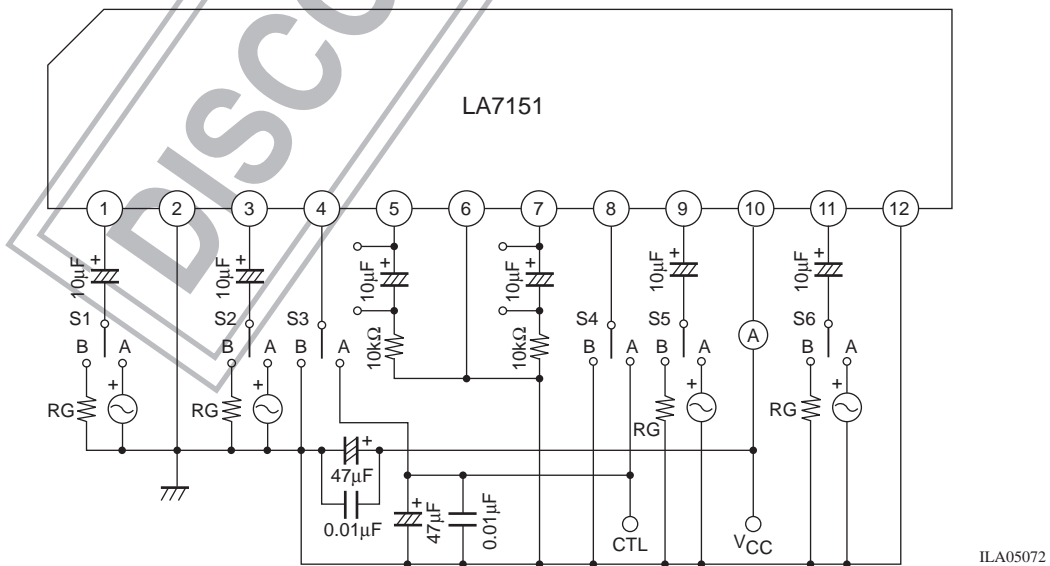 DISCO
LA7151
1 2 3 4 5 6 7 8 9 10 11 12
+ + + + + +
10µF 10µF 10µF 10µF 10µF 10µF
S1 S2 S3 S4 S5 S6
B A B A B A 10kΩ 10kΩ B A B A A B A
+ + + +
RG RG RG RG
+
47µF
0.01µF
+
47µF
0.01µF
CTL
VCC
ILA05072